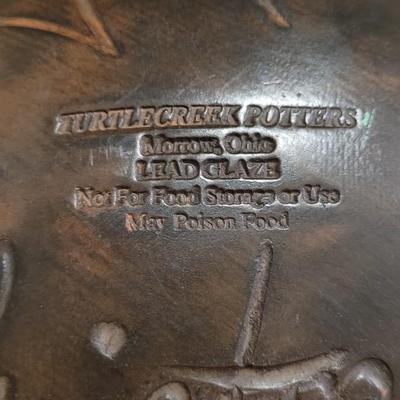 TURTLECREEK POTTERS
Morrow, Ohio
LEAD GLAZE
Not For Food Storage or Use
May Poison Food